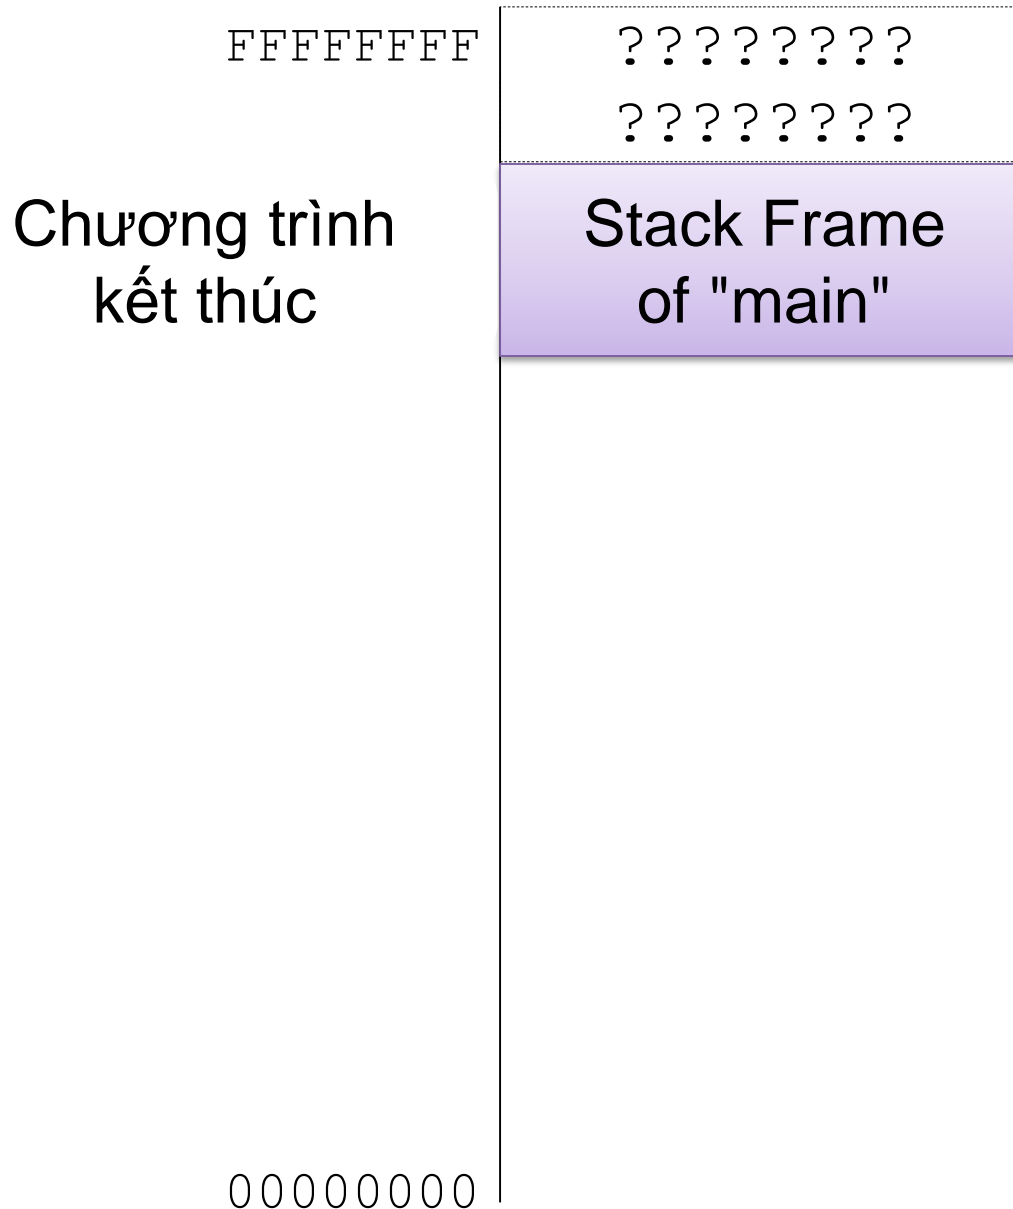 FFFFFFFF
????????
????????
Chương trình
kết thúc
Stack Frame
of "main"
00000000